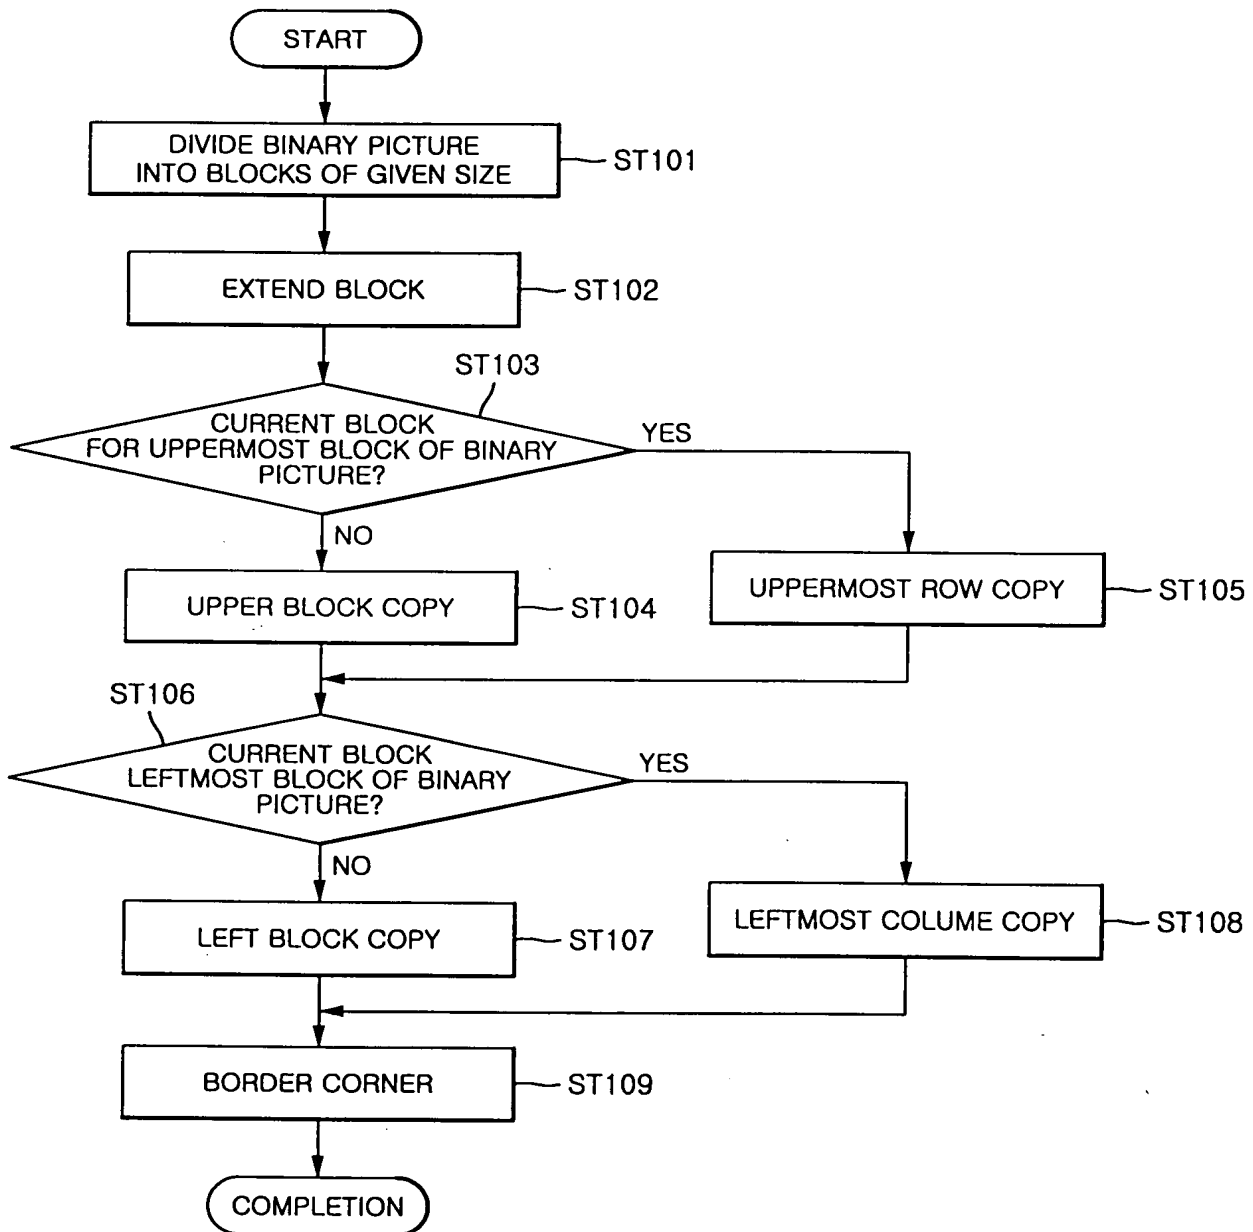 START
DIVIDE BINARY PICTURE
INTO BLOCKS OF GIVEN SIZE
ST101
EXTEND BLOCK
ST102
ST103
CURRENT BLOCK
FOR UPPERMOST BLOCK OF BINARY
PICTURE?
YES
NO
UPPER BLOCK COPY
ST104
UPPERMOST ROW COPY
ST105
ST106
CURRENT BLOCK
LEFTMOST BLOCK OF BINARY
PICTURE?
YES
NO
LEFT BLOCK COPY
ST107
LEFTMOST COLUME COPY
ST108
BORDER CORNER
ST109
COMPLETION